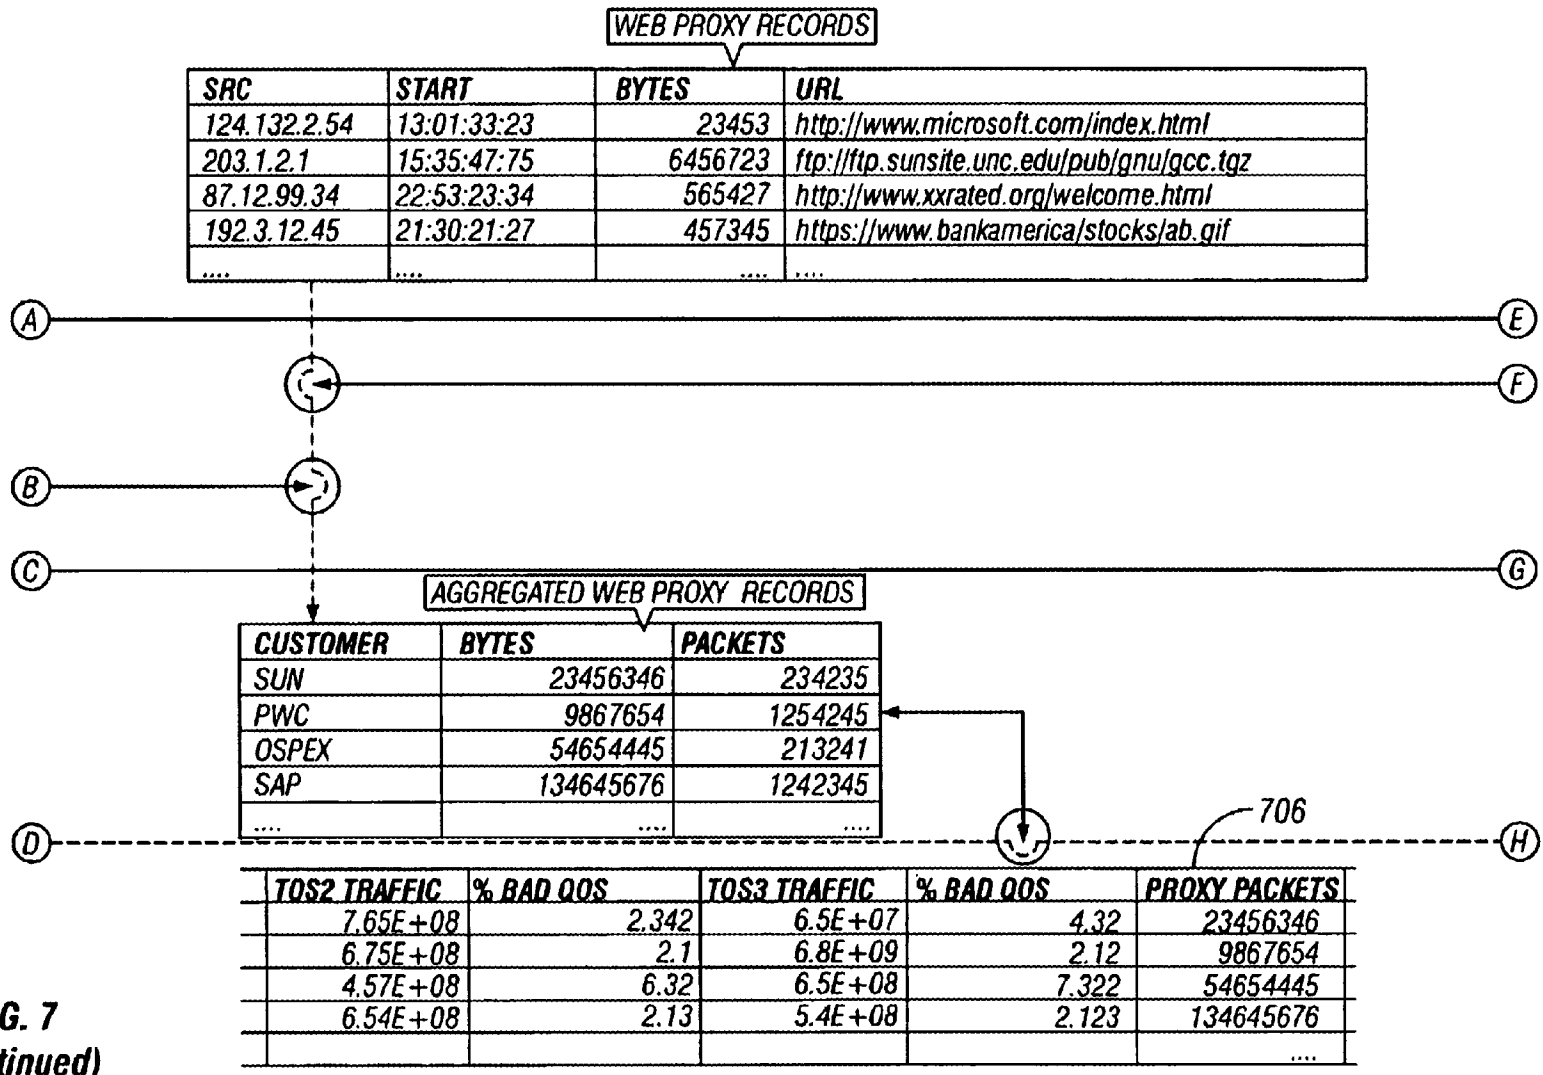 WEB PROXY RECORDS
SRC START BYTES URL
124.132.2.54 13:01:33:23 23453 http://www.microsoft.com/index.html
203.1.2.1 15:35:47:75 6456723 ftp://ftp.sunsite.unc.edu/pub/gnu/gcc.tgz
87.12.99.34 22:53:23:34 565427 http://www.xxrated.org/welcome.html
192.3.12.45 21:30:21:27 457345 https://www.bankamerica/stocks/ab.gif
.... .... .... ....
A E
F
B
C G
AGGREGATED WEB PROXY RECORDS
CUSTOMER BYTES PACKETS
SUN 23456346 234235
PWC 9867654 1254245
OSPEX 54654445 213241
SAP 134645676 1242345
.... .... ....
706
D H
TOS2 TRAFFIC % BAD QOS TOS3 TRAFFIC % BAD QOS PROXY PACKETS
7.65E+08 2.342 6.5E+07 4.32 23456346
6.75E+08 2.1 6.8E+09 2.12 9867654
4.57E+08 6.32 6.5E+08 7.322 54654445
6.54E+08 2.13 5.4E+08 2.123 134645676
....
G. 7
tinued)